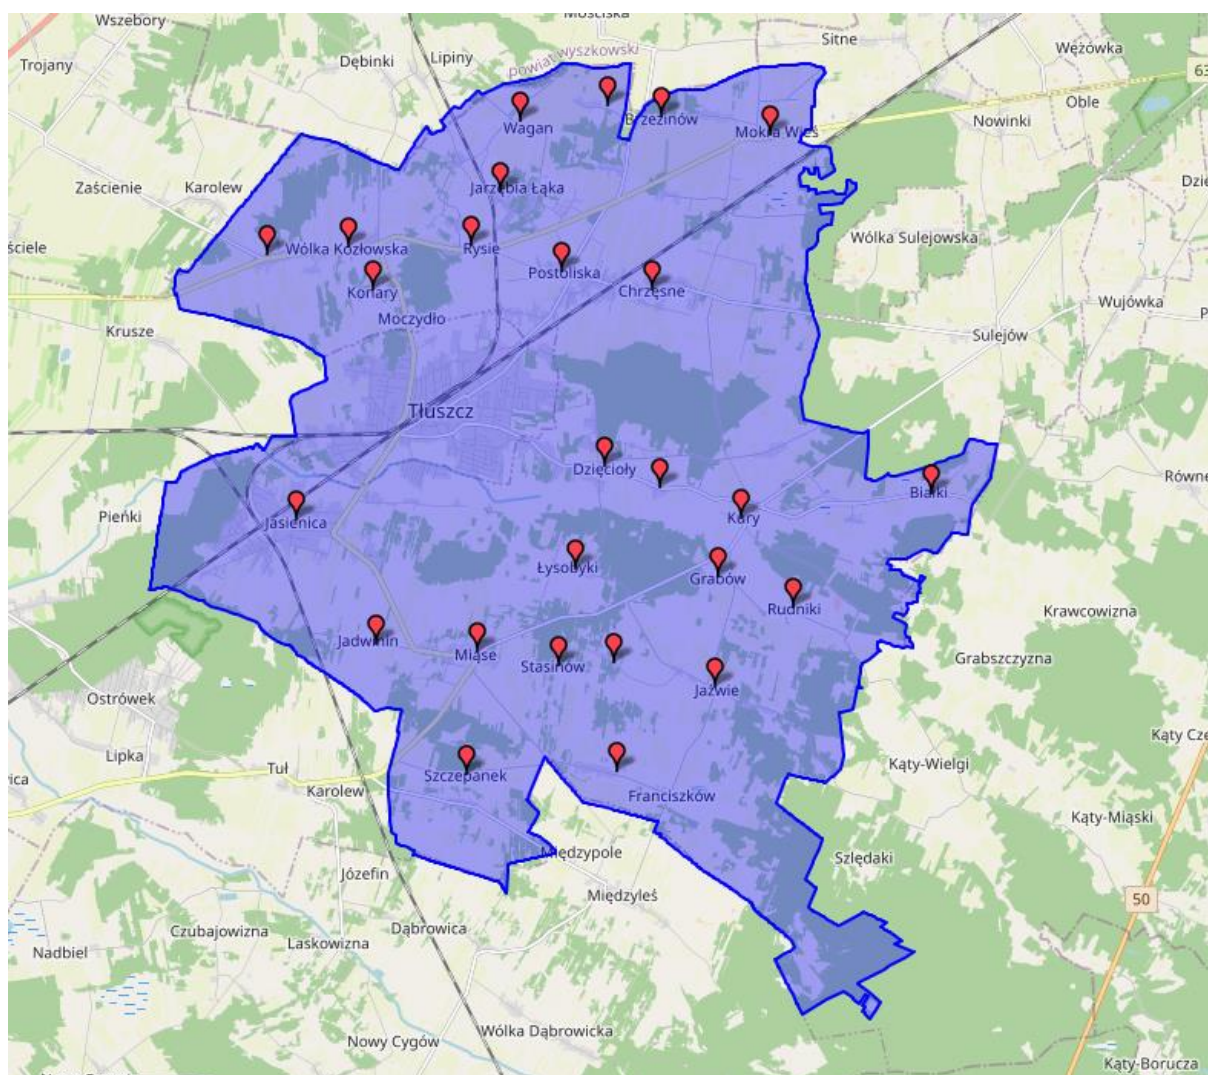 Wszebory
Mościska
Sitne
Wężówka
Trojany
Dębinki
Lipiny
powiat wyszkowski
63
Oble
Nowinki
Wagan
Brzezinów
Mokra Wieś
Zaścienie
Karolew
Jarzębia Łąka
Dzie
ściele
Wólka Kozłowska
Rysie
Postoliska
Wólka Sulejowska
Konary
Chrzęsne
Wujówka
P
Moczydło
Krusze
Sulejów
Tłuszcz
Dzięcioły
Równe
Białki
Pieńki
Jasienica
Kury
Łysobyki
Grabów
Rudniki
Krawcowizna
Jadwinin
Miąse
Stasinów
Grabszczyzna
Jaźwie
Ostrówek
Kąty Cze
Lipka
Kąty-Wielgi
ica
Tuł
Szczepanek
Karolew
Franciszków
Kąty-Miąski
Międzypole
Szlędaki
Józefin
Międzyleś
50
Czubajowizna
Dąbrowica
Laskowizna
Nadbiel
Wólka Dąbrowicka
Nowy Cygów
Kąty-Borucza